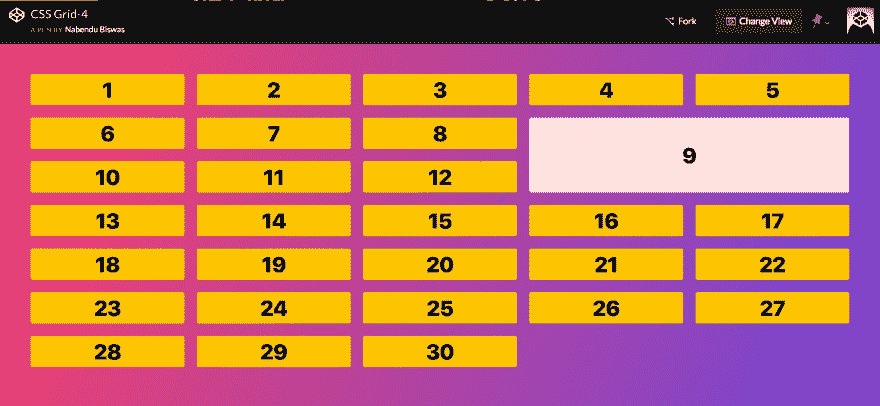 CSS Grid-4
A PEN BY Nabendu Biswas
Fork
Change View
1 2 3 4 5
6 7 8 9
10 11 12
13 14 15 16 17
18 19 20 21 22
23 24 25 26 27
28 29 30